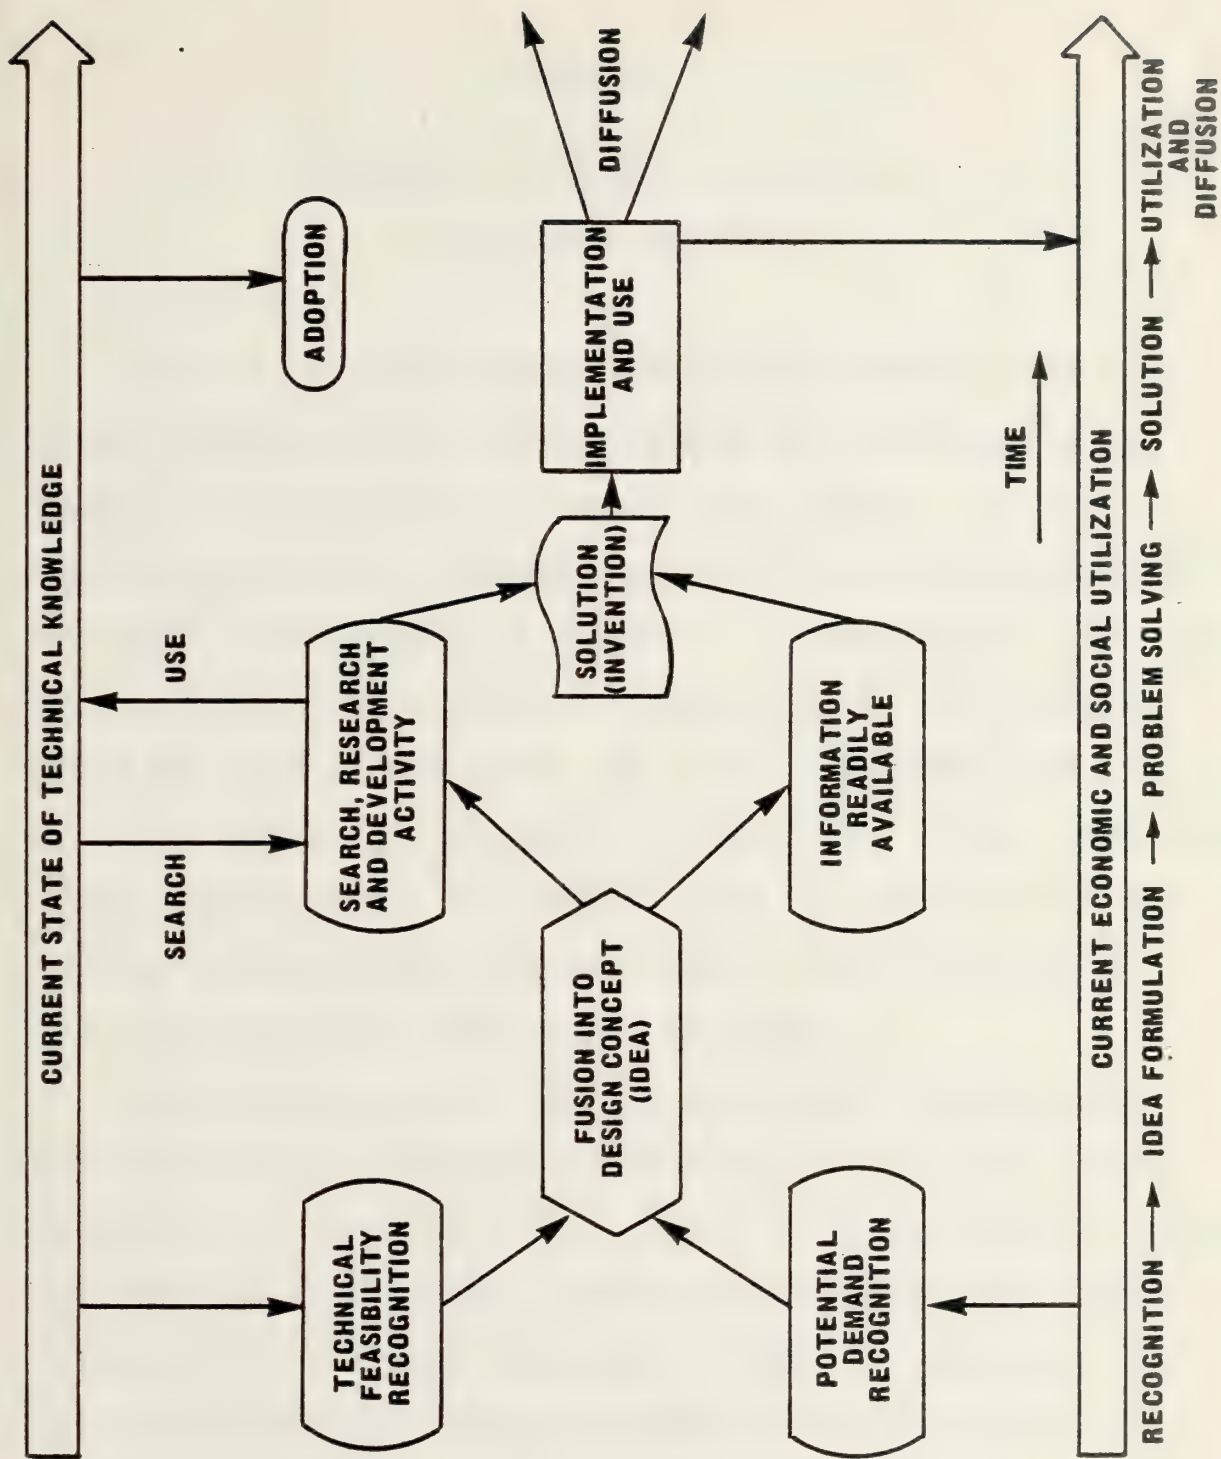 CURRENT STATE OF TECHNICAL KNOWLEDGE
SEARCH
USE
ADOPTION
TECHNICAL
FEASIBILITY
RECOGNITION
SEARCH, RESEARCH
AND DEVELOPMENT
ACTIVITY
FUSION INTO
DESIGN CONCEPT
(IDEA)
SOLUTION
(INVENTION)
IMPLEMENTATION
AND USE
DIFFUSION
POTENTIAL
DEMAND
RECOGNITION
INFORMATION
READILY
AVAILABLE
TIME
CURRENT ECONOMIC AND SOCIAL UTILIZATION
RECOGNITION → IDEA FORMULATION → PROBLEM SOLVING → SOLUTION → UTILIZATION
AND
DIFFUSION